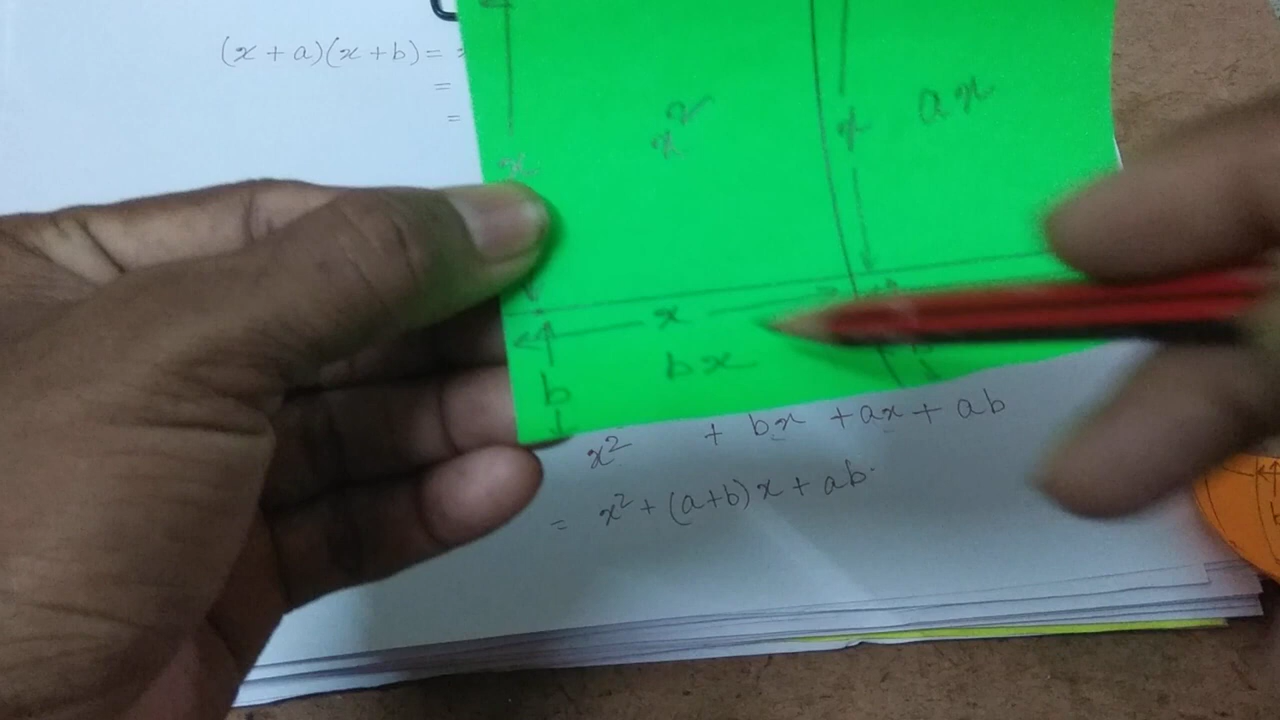 (x + a)(x + b) =
=
=
x² ax
x
x
x
bx
b
x² + bx + ax + ab
= x² + (a+b) x + ab.